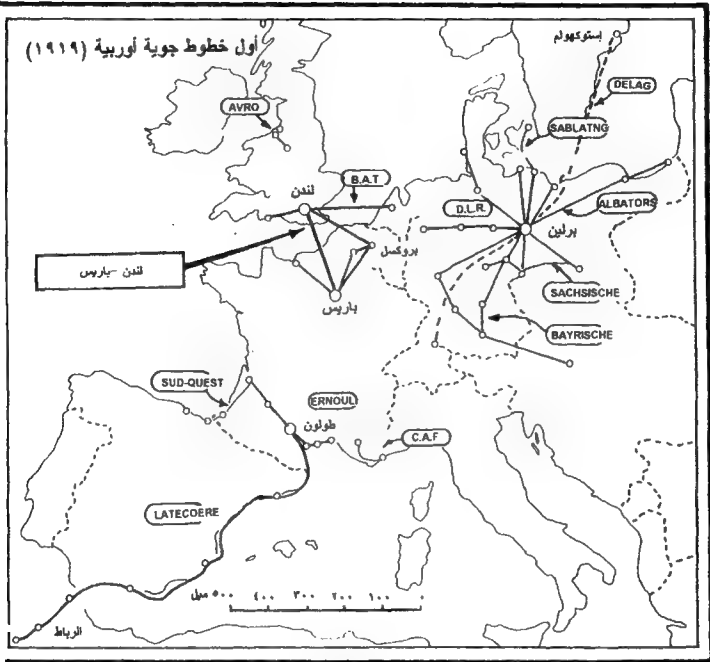 أول خطوط جوية أوربية (١٩١٩)
إستوكهولم
DELAG
AVRO
SABLATNG
B.A.T
لندن
D.L.R.
ALBATORS
برلين
بروكسل
لندن - باريس
SACHSISCHE
باريس
BAYRISCHE
SUD-QUEST
ERNOUL
طولون
C.A.F
LATECOERE
٥٠٠ ميل ٤٠٠ ٣٠٠ ٢٠٠ ١٠٠ ٠
الرباط